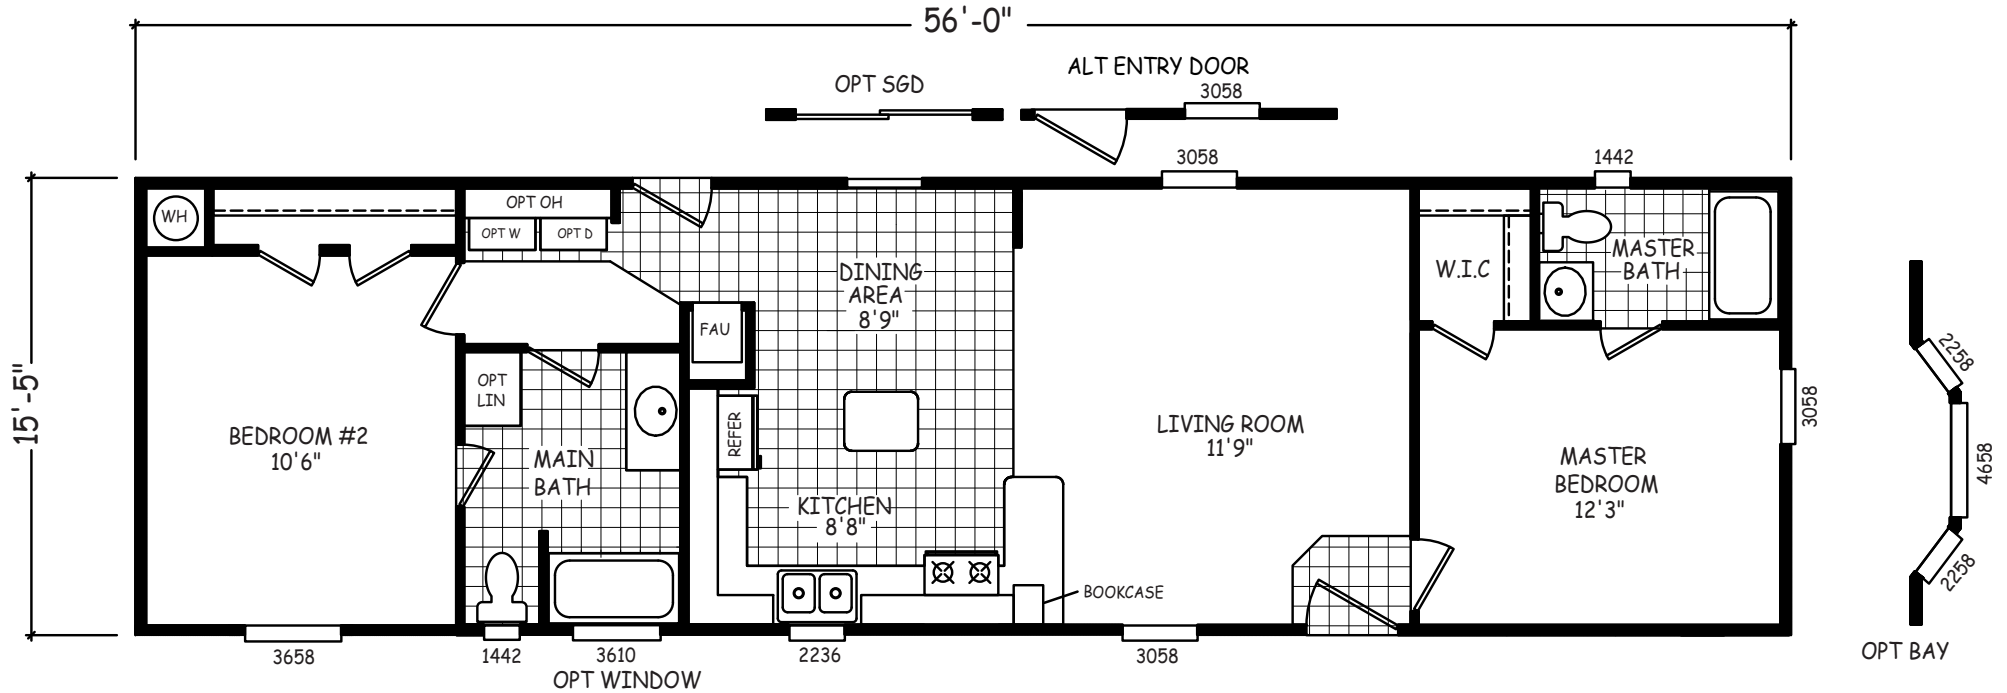 56'-0"
ALT ENTRY DOOR
OPT SGD
3058
3058
1442
15'-5"
WH
OPT OH
OPT W
OPT D
DINING
AREA
8'9"
W.I.C
MASTER
BATH
FAU
OPT
LIN
REFER
BEDROOM #2
10'6"
MAIN
BATH
KITCHEN
8'8"
LIVING ROOM
11'9"
MASTER
BEDROOM
12'3"
3058
2258
4658
2258
BOOKCASE
3658
1442
3610
OPT WINDOW
2236
3058
OPT BAY